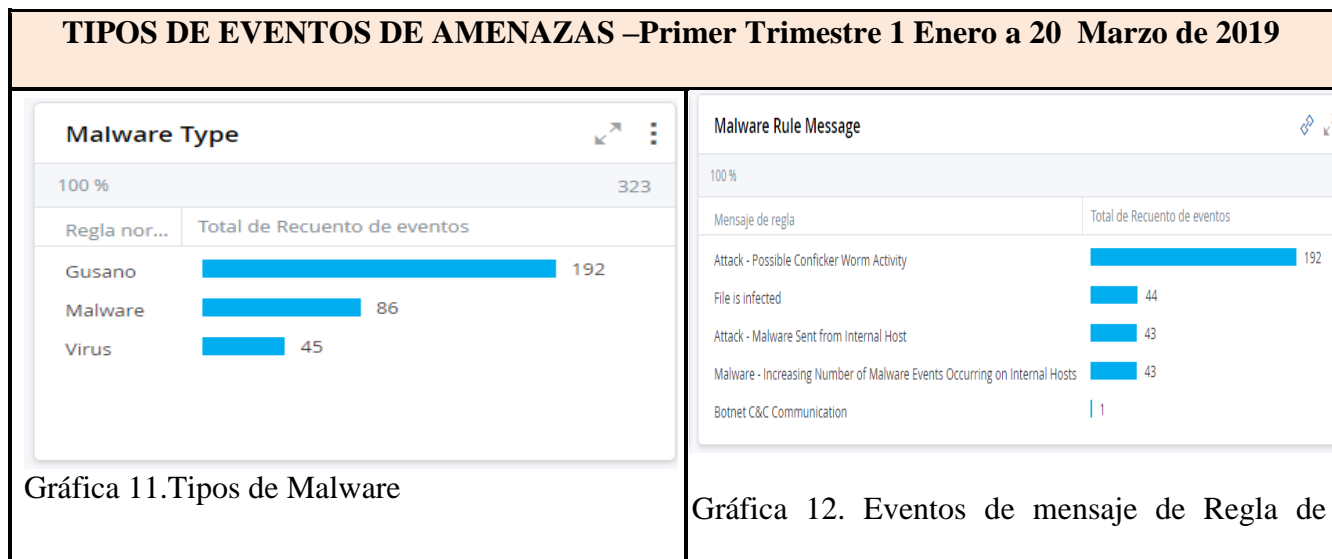 TIPOS DE EVENTOS DE AMENAZAS –Primer Trimestre 1 Enero a 20 Marzo de 2019
Malware Type
100 % 323
Regla nor... Total de Recuento de eventos
Gusano 192
Malware 86
Virus 45
Gráfica 11.Tipos de Malware
Malware Rule Message
100 %
Mensaje de regla Total de Recuento de eventos
Attack - Possible Conficker Worm Activity 192
File is infected 44
Attack - Malware Sent from Internal Host 43
Malware - Increasing Number of Malware Events Occurring on Internal Hosts 43
Botnet C&C Communication 1
Gráfica 12. Eventos de mensaje de Regla de